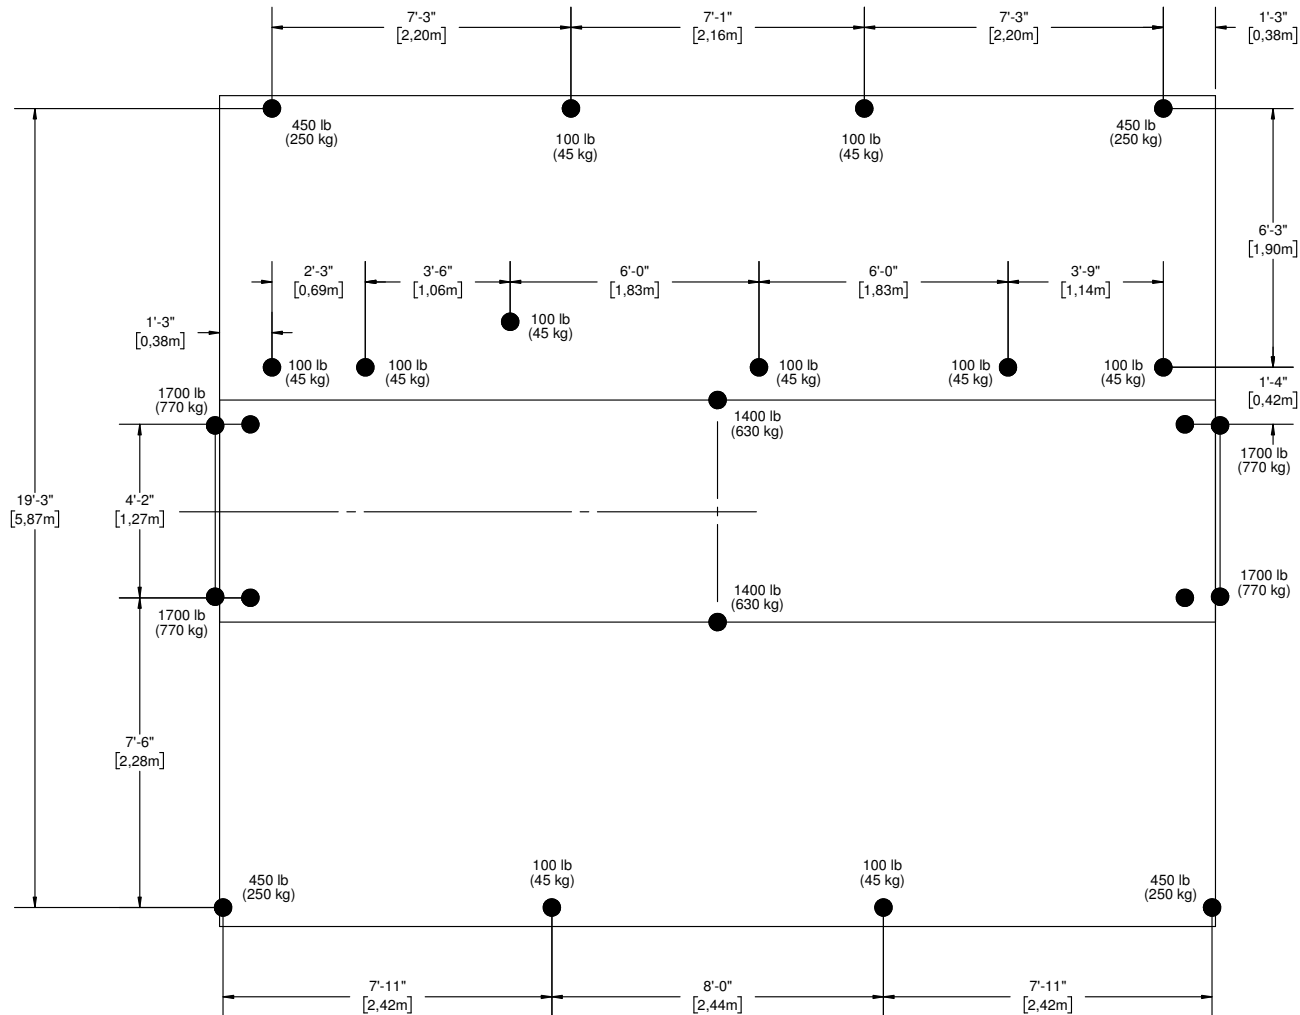 7'-3"
[2,20m]
7'-1"
[2,16m]
7'-3"
[2,20m]
1'-3"
[0,38m]
450 lb
(250 kg)
100 lb
(45 kg)
100 lb
(45 kg)
450 lb
(250 kg)
6'-3"
[1,90m]
2'-3"
[0,69m]
3'-6"
[1,06m]
6'-0"
[1,83m]
6'-0"
[1,83m]
3'-9"
[1,14m]
1'-3"
[0,38m]
100 lb
(45 kg)
100 lb
(45 kg)
100 lb
(45 kg)
100 lb
(45 kg)
100 lb
(45 kg)
100 lb
(45 kg)
1'-4"
[0,42m]
1700 lb
(770 kg)
1400 lb
(630 kg)
1700 lb
(770 kg)
19'-3"
[5,87m]
4'-2"
[1,27m]
1400 lb
(630 kg)
1700 lb
(770 kg)
1700 lb
(770 kg)
7'-6"
[2,28m]
450 lb
(250 kg)
100 lb
(45 kg)
100 lb
(45 kg)
450 lb
(250 kg)
7'-11"
[2,42m]
8'-0"
[2,44m]
7'-11"
[2,42m]